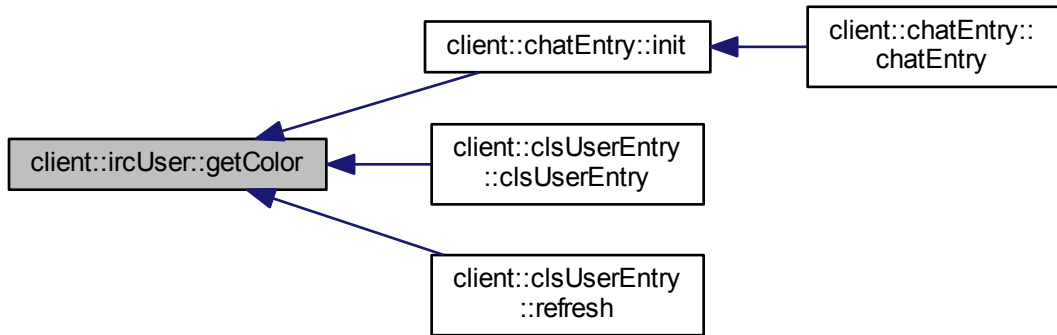 client::chatEntry::init
client::chatEntry::
chatEntry
client::ircUser::getColor
client::clsUserEntry
::clsUserEntry
client::clsUserEntry
::refresh